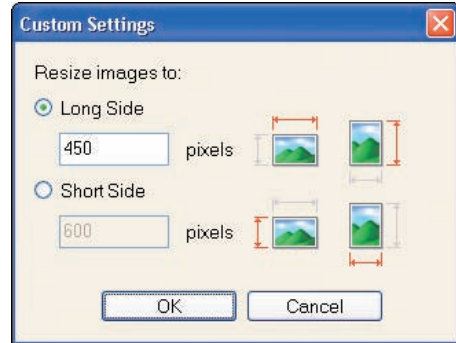 Custom Settings
Resize images to:
Long Side
450 pixels
Short Side
600 pixels
OK Cancel